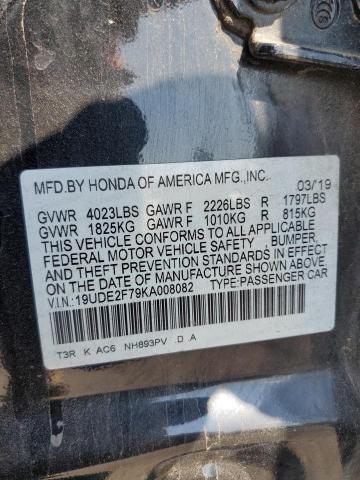 MFD.BY HONDA OF AMERICA MFG.,INC. 03/19
GVWR 4023LBS GAWR F 2226LBS R 1797LBS
GVWR 1825KG GAWR F 1010KG R 815KG
THIS VEHICLE CONFORMS TO ALL APPLICABLE
FEDERAL MOTOR VEHICLE SAFETY , BUMPER,
AND THEFT PREVENTION STANDARDS IN EFFECT
ON THE DATE OF MANUFACTURE SHOWN ABOVE.
V.I.N:19UDE2F79KA008082 TYPE:PASSENGER CAR
T3R K AC6 NH893PV .D .A